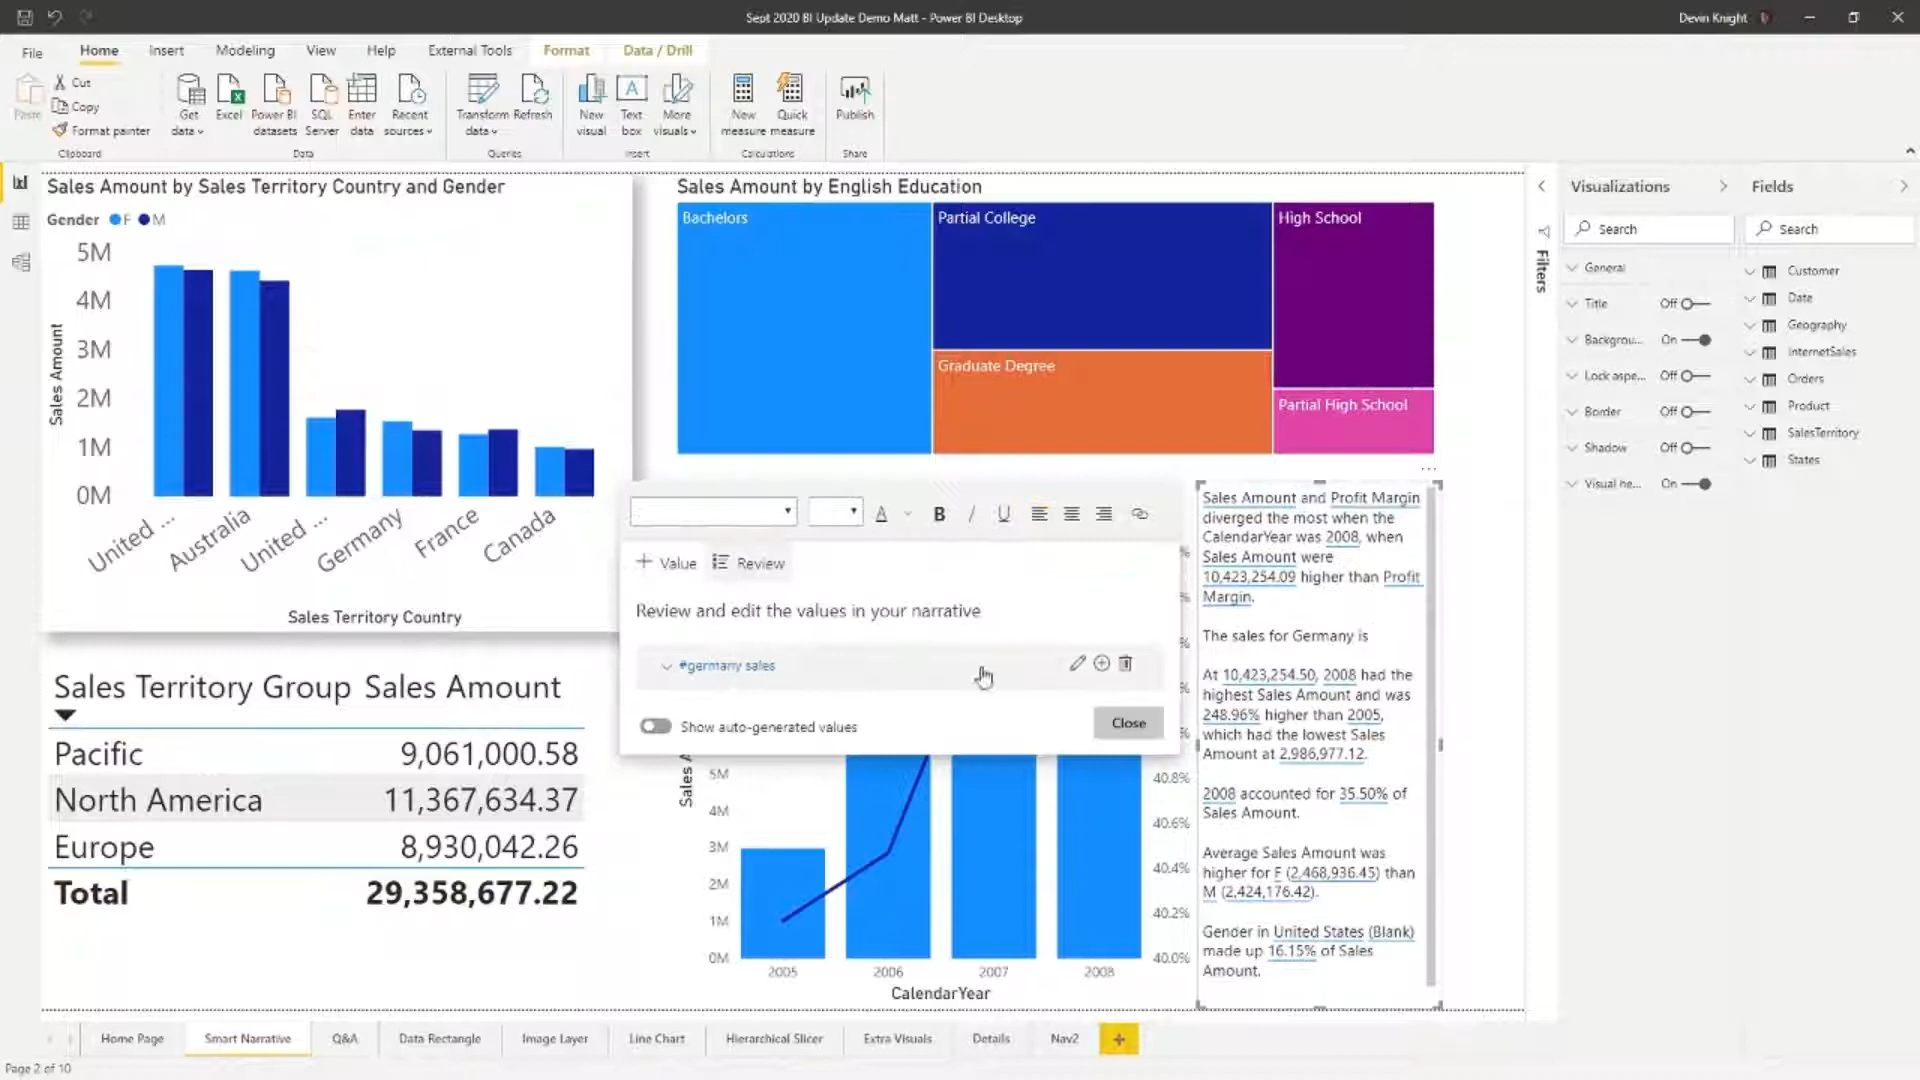 Sept 2020 BI Update Demo Matt - Power BI Desktop
Devin Knight
File
Home
Insert
Modeling
View
Help
External Tools
Format
Data / Drill
Paste
Cut
Copy
Format painter
Clipboard
Get data
Excel
Power BI datasets
SQL Server
Enter data
Recent sources
Data
Transform data
Refresh
Queries
New visual
Text box
More visuals
Insert
New measure
Quick measure
Calculations
Publish
Share
Sales Amount by Sales Territory Country and Gender
Gender F M
5M
4M
3M
2M
1M
0M
Sales Amount
United ...
Australia
United ...
Germany
France
Canada
Sales Territory Country
Sales Amount by English Education
Bachelors
Partial College
High School
Graduate Degree
Partial High School
A
B
I
U
Value
Review
Review and edit the values in your narrative
#germany sales
Show auto-generated values
Close
Sales Territory Group Sales Amount
Pacific 9,061,000.58
North America 11,367,634.37
Europe 8,930,042.26
Total 29,358,677.22
5M
4M
3M
2M
1M
0M
2005
2006
2007
2008
CalendarYear
40.8%
40.6%
40.4%
40.2%
40.0%
Sales Amount and Profit Margin
diverged the most when the
CalendarYear was 2008, when
Sales Amount were
10,423,254.09 higher than Profit
Margin.
The sales for Germany is
At 10,423,254.50, 2008 had the
highest Sales Amount and was
248.96% higher than 2005,
which had the lowest Sales
Amount at 2,986,977.12.
2008 accounted for 35.50% of
Sales Amount.
Average Sales Amount was
higher for F (2,468,936.45) than
M (2,424,176.42).
Gender in United States (Blank)
made up 16.15% of Sales
Amount.
Filters
Visualizations
Search
General
Title Off
Backgrou... On
Lock aspe... Off
Border Off
Shadow Off
Visual he... On
Fields
Search
Customer
Date
Geography
InternetSales
Orders
Product
SalesTerritory
States
Home Page
Smart Narrative
Q&A
Data Rectangle
Image Layer
Line Chart
Hierarchical Slicer
Extra Visuals
Details
Nav2
+
Page 2 of 10